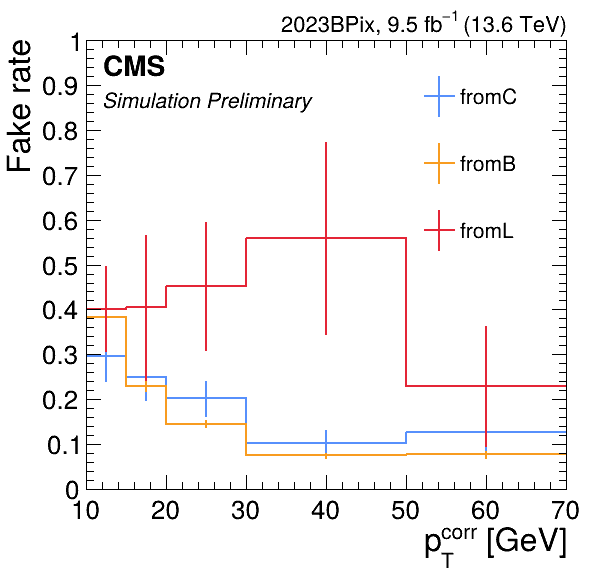 2023BPix, 9.5 fb⁻¹ (13.6 TeV)
CMS
Simulation Preliminary
fromC
fromB
fromL
Fake rate
1
0.9
0.8
0.7
0.6
0.5
0.4
0.3
0.2
0.1
0
10 20 30 40 50 60 70
p_T^corr [GeV]